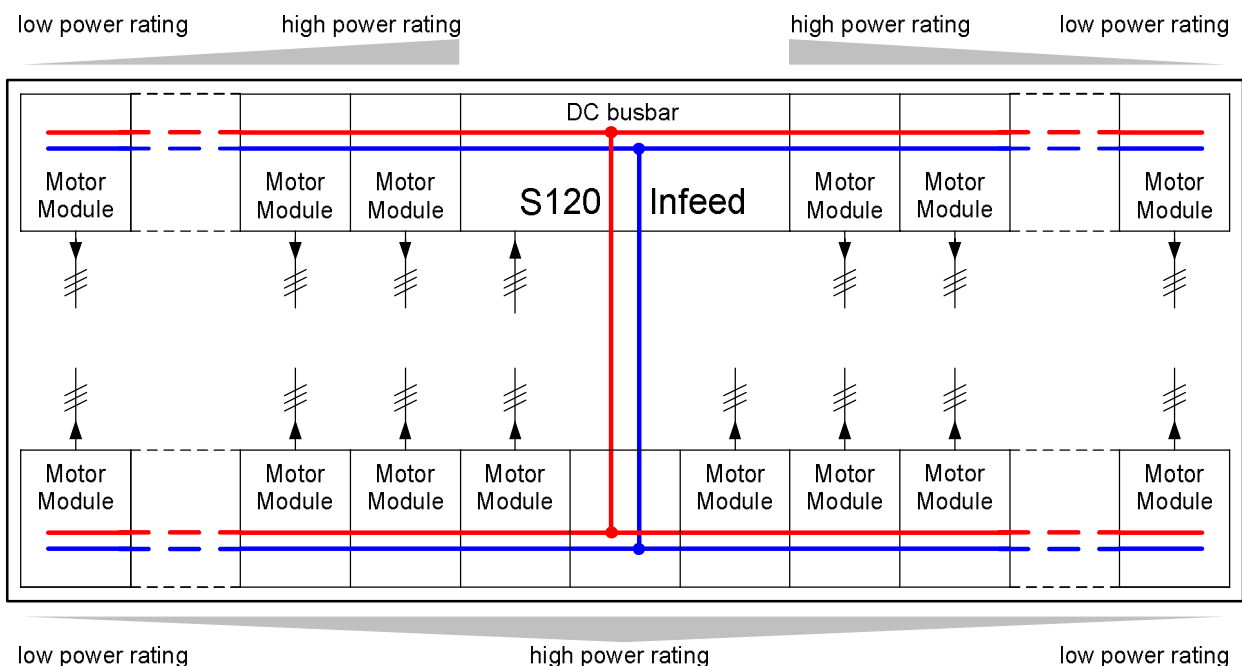 low power rating high power rating high power rating low power rating
DC busbar
S120 Infeed
Motor Module Motor Module Motor Module Motor Module Motor Module Motor Module
Motor Module Motor Module Motor Module Motor Module Motor Module Motor Module Motor Module Motor Module
low power rating high power rating low power rating